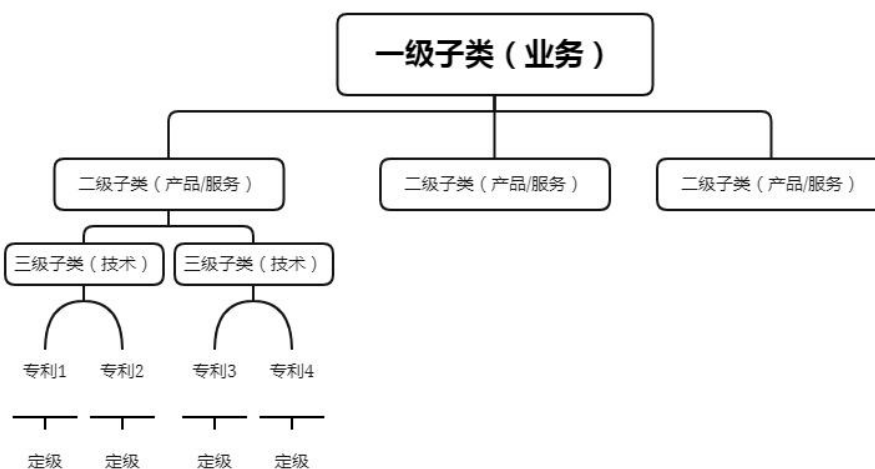 一级子类（业务）
二级子类（产品/服务）
二级子类（产品/服务）
二级子类（产品/服务）
三级子类（技术）
三级子类（技术）
专利1
专利2
专利3
专利4
定级
定级
定级
定级